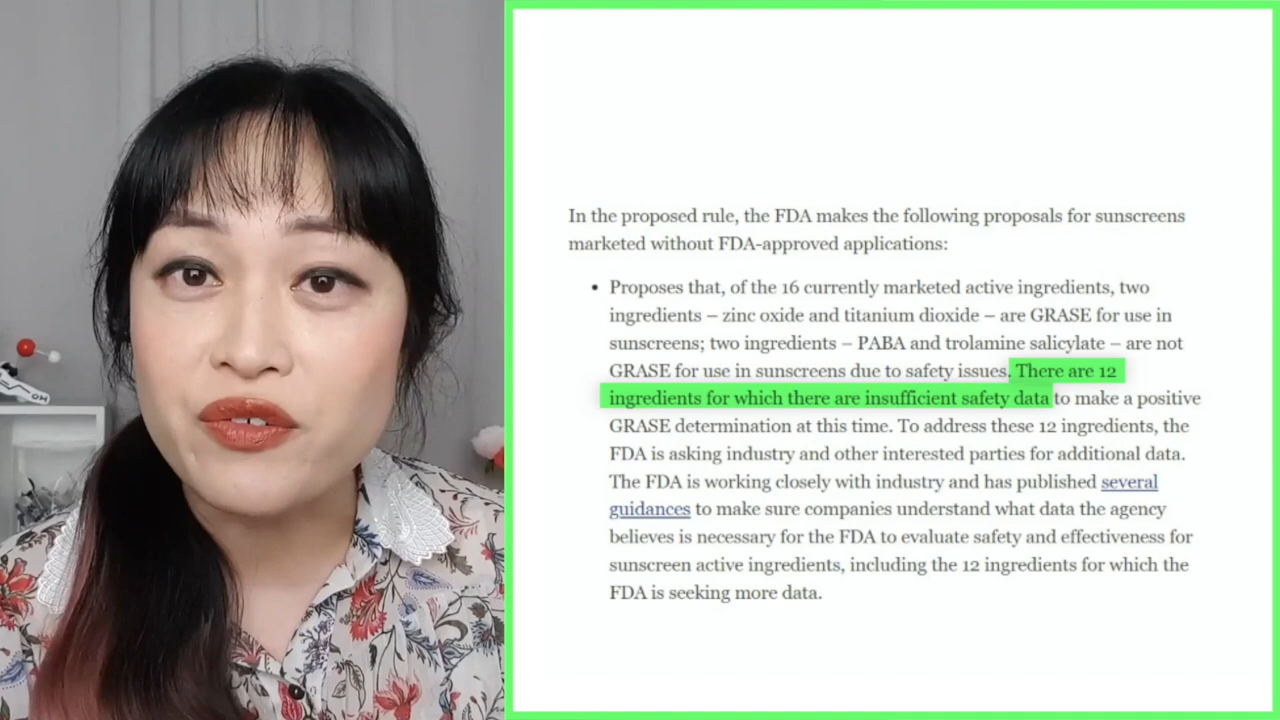 In the proposed rule, the FDA makes the following proposals for sunscreens
marketed without FDA-approved applications:
• Proposes that, of the 16 currently marketed active ingredients, two
ingredients – zinc oxide and titanium dioxide – are GRASE for use in
sunscreens; two ingredients – PABA and trolamine salicylate – are not
GRASE for use in sunscreens due to safety issues. There are 12
ingredients for which there are insufficient safety data to make a positive
GRASE determination at this time. To address these 12 ingredients, the
FDA is asking industry and other interested parties for additional data.
The FDA is working closely with industry and has published several
guidances to make sure companies understand what data the agency
believes is necessary for the FDA to evaluate safety and effectiveness for
sunscreen active ingredients, including the 12 ingredients for which the
FDA is seeking more data.
OH